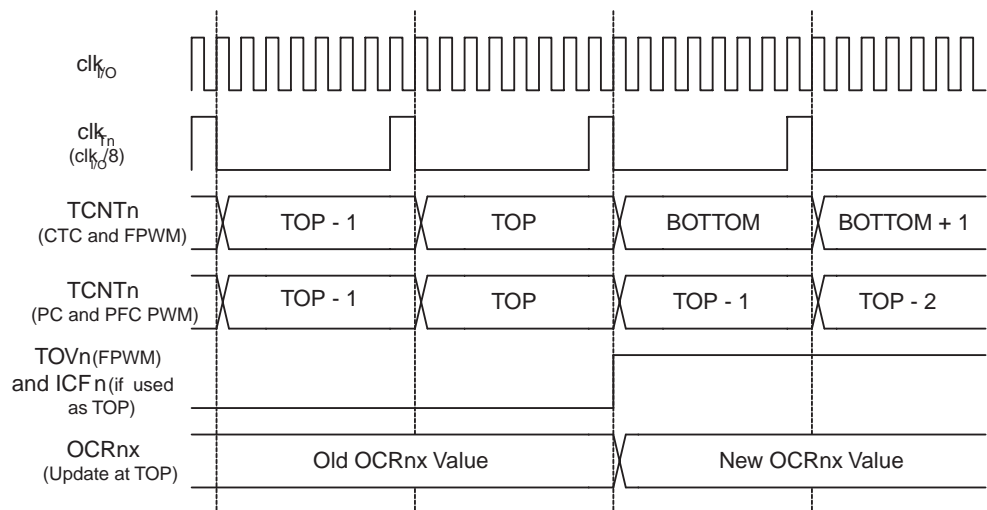 clkI/O
clkTn
(clkI/O/8)
TCNTn
(CTC and FPWM)
TOP - 1
TOP
BOTTOM
BOTTOM + 1
TCNTn
(PC and PFC PWM)
TOP - 1
TOP
TOP - 1
TOP - 2
TOVn(FPWM)
and ICFn(if used
as TOP)
OCRnx
(Update at TOP)
Old OCRnx Value
New OCRnx Value